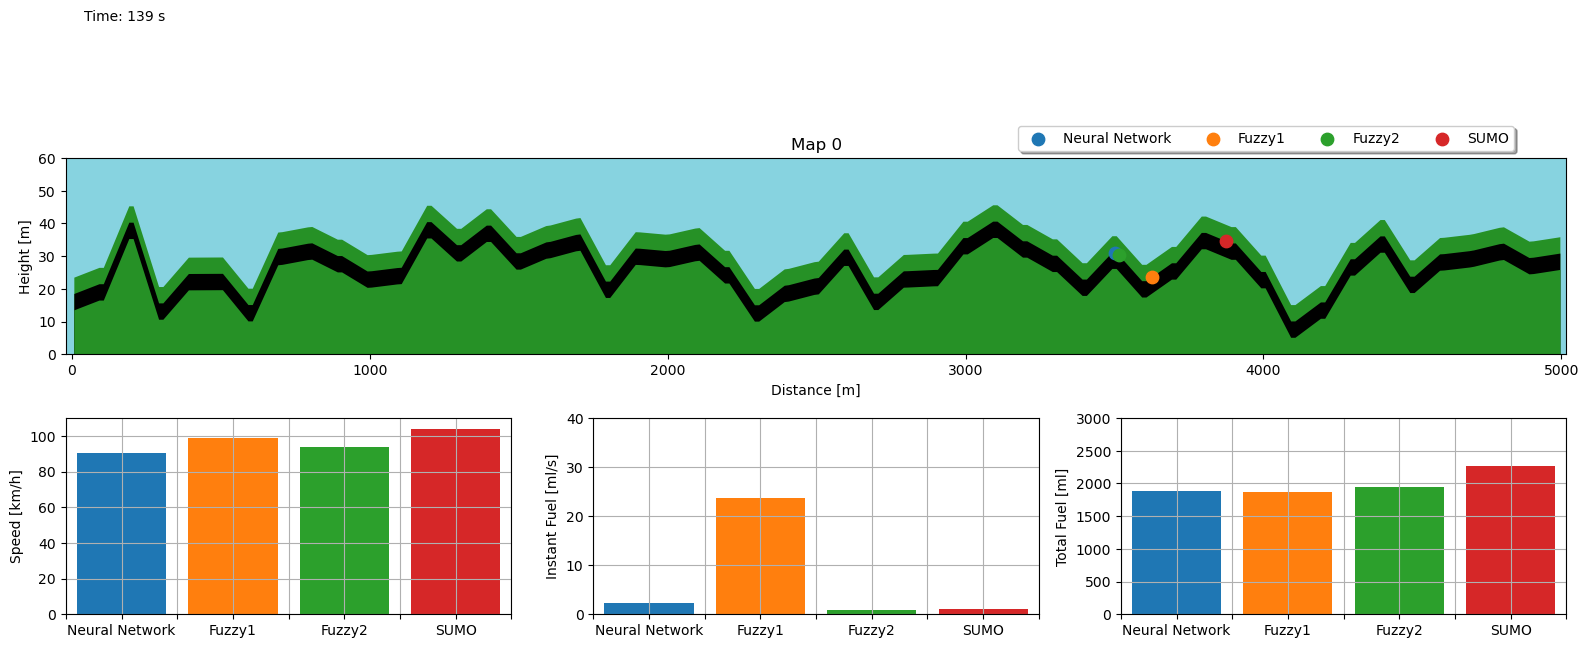 Time: 139 s
Map 0
Neural Network Fuzzy1 Fuzzy2 SUMO
Height [m]
60
50
40
30
20
10
0
0 1000 2000 3000 4000 5000
Distance [m]
Speed [km/h]
100
80
60
40
20
0
Neural Network Fuzzy1 Fuzzy2 SUMO
Instant Fuel [ml/s]
40
30
20
10
0
Neural Network Fuzzy1 Fuzzy2 SUMO
Total Fuel [ml]
3000
2500
2000
1500
1000
500
0
Neural Network Fuzzy1 Fuzzy2 SUMO